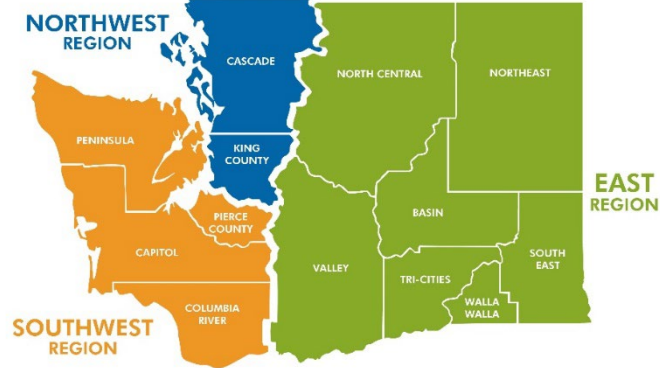 NORTHWEST
REGION
CASCADE
NORTH CENTRAL
NORTHEAST
PENINSULA
KING
COUNTY
EAST
REGION
PIERCE
COUNTY
BASIN
CAPITOL
VALLEY
SOUTH
EAST
TRI-CITIES
COLUMBIA
RIVER
WALLA
WALLA
SOUTHWEST
REGION